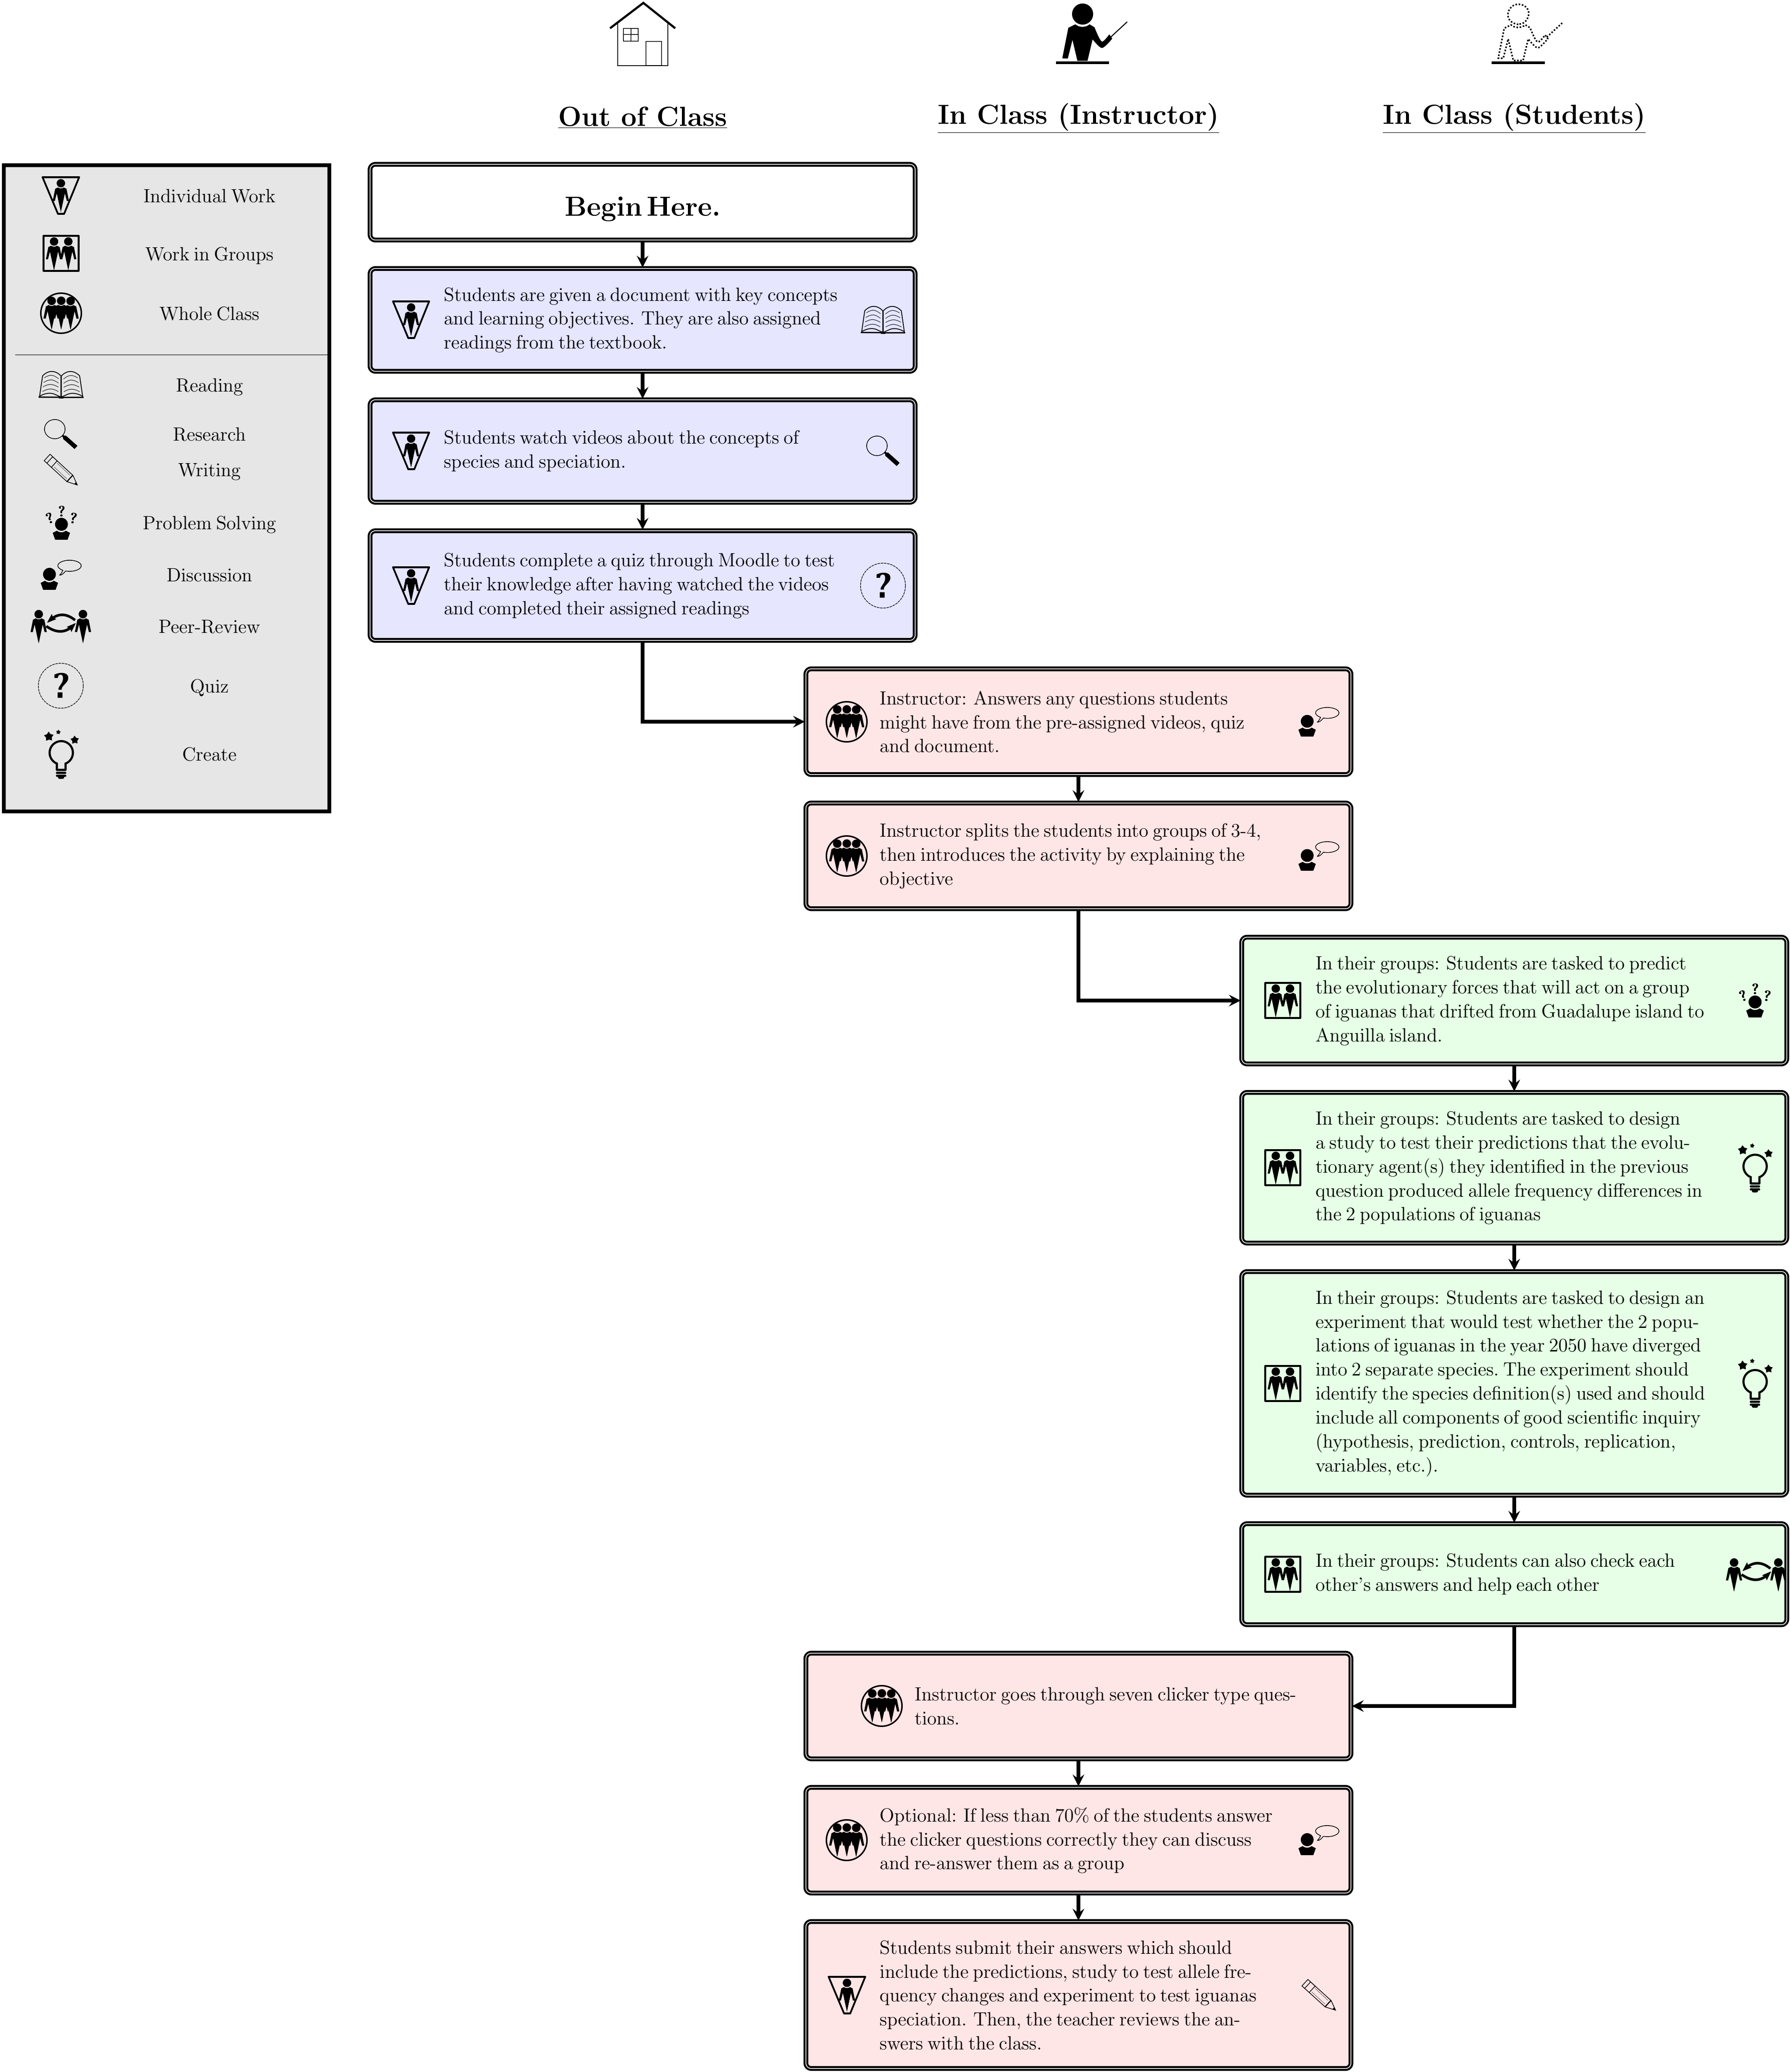 Out of Class
In Class (Instructor)
In Class (Students)
Individual Work
Work in Groups
Whole Class
Reading
Research
Writing
Problem Solving
? ? ?
Discussion
Peer-Review
?
Quiz
Create
Begin Here.
Students are given a document with key concepts
and learning objectives. They are also assigned
readings from the textbook.
Students watch videos about the concepts of
species and speciation.
Students complete a quiz through Moodle to test
their knowledge after having watched the videos
and completed their assigned readings
?
Instructor: Answers any questions students
might have from the pre-assigned videos, quiz
and document.
Instructor splits the students into groups of 3-4,
then introduces the activity by explaining the
objective
In their groups: Students are tasked to predict
the evolutionary forces that will act on a group
of iguanas that drifted from Guadalupe island to
Anguilla island.
? ? ?
In their groups: Students are tasked to design
a study to test their predictions that the evolu-
tionary agent(s) they identified in the previous
question produced allele frequency differences in
the 2 populations of iguanas
In their groups: Students are tasked to design an
experiment that would test whether the 2 popu-
lations of iguanas in the year 2050 have diverged
into 2 separate species. The experiment should
identify the species definition(s) used and should
include all components of good scientific inquiry
(hypothesis, prediction, controls, replication,
variables, etc.).
In their groups: Students can also check each
other's answers and help each other
Instructor goes through seven clicker type ques-
tions.
Optional: If less than 70% of the students answer
the clicker questions correctly they can discuss
and re-answer them as a group
Students submit their answers which should
include the predictions, study to test allele fre-
quency changes and experiment to test iguanas
speciation. Then, the teacher reviews the an-
swers with the class.